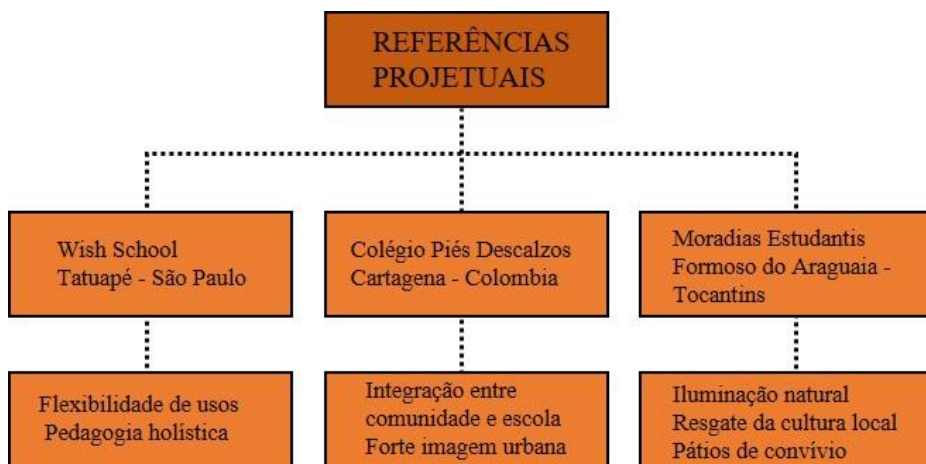 REFERÊNCIAS
PROJETUAIS
Wish School
Tatuapé - São Paulo
Colégio Piés Descalzos
Cartagena - Colombia
Moradias Estudantis
Formoso do Araguaia -
Tocantins
Flexibilidade de usos
Pedagogia holística
Integração entre
comunidade e escola
Forte imagem urbana
Iluminação natural
Resgate da cultura local
Pátios de convívio